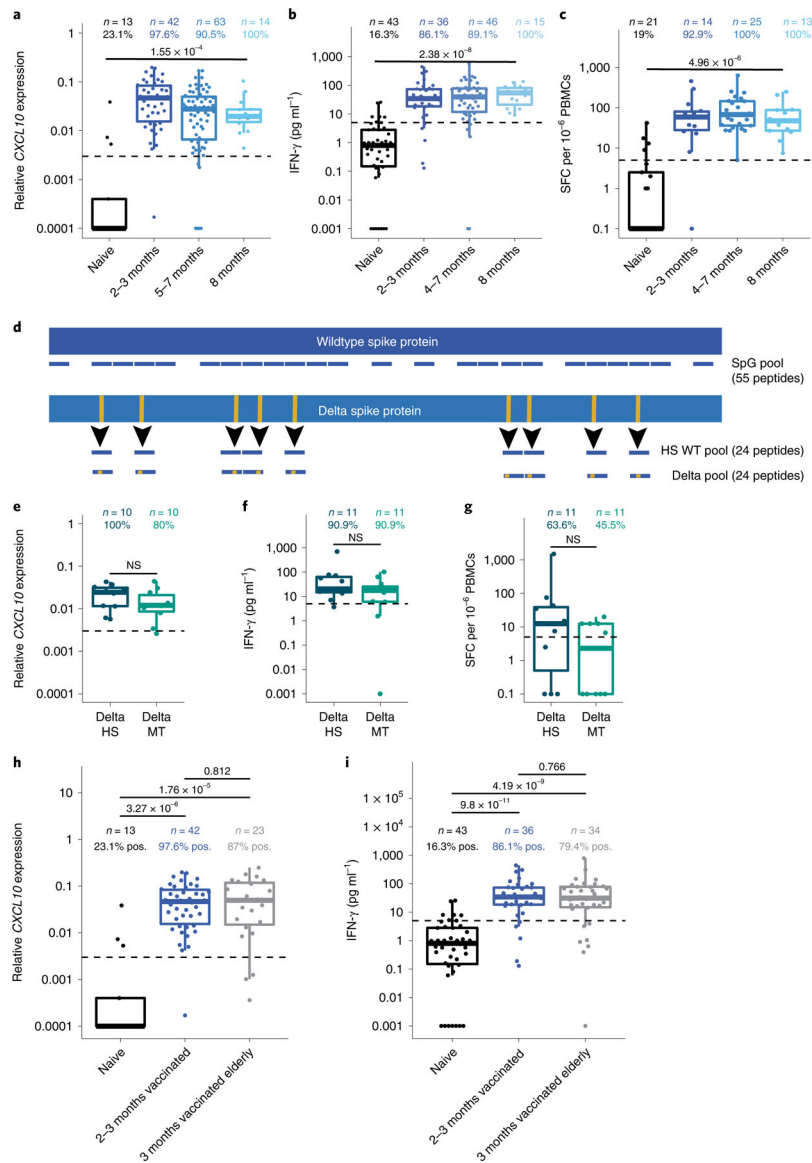 a
n = 13 n = 42 n = 63 n = 14
23.1% 97.6% 90.5% 100%
1.55 × 10⁻⁴
Relative CXCL10 expression
1
0.1
0.01
0.001
0.0001
Naive
2–3 months
5–7 months
8 months
b
n = 43 n = 36 n = 46 n = 15
16.3% 86.1% 89.1% 100%
2.38 × 10⁻⁸
IFN-γ (pg ml⁻¹)
1,000
100
10
1
0.1
0.01
0.001
Naive
2–3 months
4–7 months
8 months
c
n = 21 n = 14 n = 25 n = 13
19% 92.9% 100% 100%
4.96 × 10⁻⁶
SFC per 10⁻⁶ PBMCs
1,000
100
10
1
0.1
Naive
2–3 months
4–7 months
8 months
d
Wildtype spike protein
SpG pool
(55 peptides)
Delta spike protein
HS WT pool (24 peptides)
Delta pool (24 peptides)
e
n = 10 n = 10
100% 80%
NS
Relative CXCL10 expression
1
0.1
0.01
0.001
0.0001
Delta HS
Delta MT
f
n = 11 n = 11
90.9% 90.9%
NS
IFN-γ (pg ml⁻¹)
1,000
100
10
1
0.1
0.01
0.001
Delta HS
Delta MT
g
n = 11 n = 11
63.6% 45.5%
NS
SFC per 10⁻⁶ PBMCs
1,000
100
10
1
0.1
Delta HS
Delta MT
h
0.812
1.76 × 10⁻⁵
3.27 × 10⁻⁶
n = 13 n = 42 n = 23
23.1% pos. 97.6% pos. 87% pos.
Relative CXCL10 expression
10
1
0.1
0.01
0.001
0.0001
Naive
2–3 months vaccinated
3 months vaccinated elderly
i
0.766
4.19 × 10⁻⁹
9.8 × 10⁻¹¹
n = 43 n = 36 n = 34
16.3% pos. 86.1% pos. 79.4% pos.
IFN-γ (pg ml⁻¹)
1 × 10⁵
1 × 10⁴
1,000
100
10
1
0.1
0.01
0.001
Naive
2–3 months vaccinated
3 months vaccinated elderly